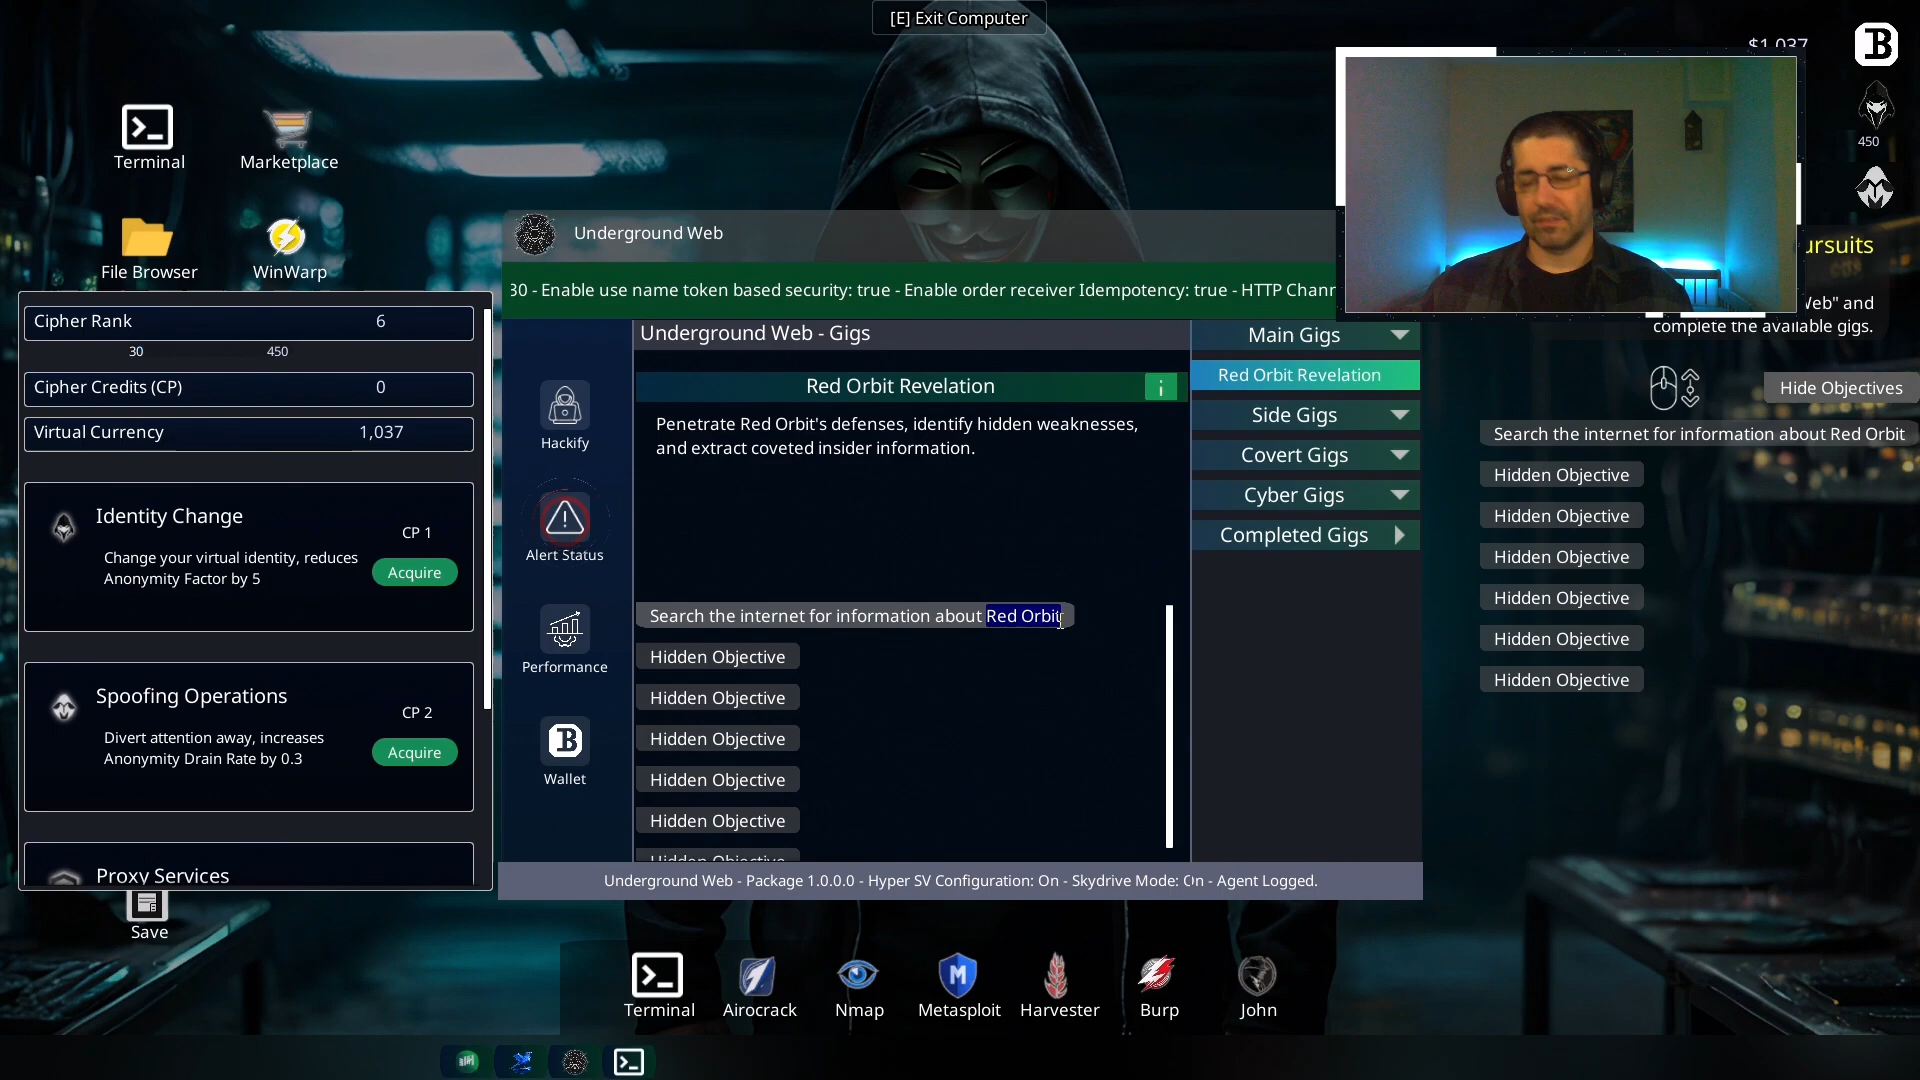 [E] Exit Computer
$1,037
450
Terminal
Marketplace
File Browser
WinWarp
Underground Web
30 - Enable use name token based security: true - Enable order receiver Idempotency: true - HTTP Chann
ursuits
Web" and
complete the available gigs.
Cipher Rank 6
30 450
Cipher Credits (CP) 0
Virtual Currency 1,037
Identity Change
CP 1
Change your virtual identity, reduces
Anonymity Factor by 5
Acquire
Spoofing Operations
CP 2
Divert attention away, increases
Anonymity Drain Rate by 0.3
Acquire
Proxy Services
Save
Hackify
Alert Status
Performance
Wallet
Underground Web - Gigs
Red Orbit Revelation
i
Penetrate Red Orbit's defenses, identify hidden weaknesses,
and extract coveted insider information.
Search the internet for information about Red Orbit
Hidden Objective
Hidden Objective
Hidden Objective
Hidden Objective
Hidden Objective
Hidden Objective
Main Gigs
Red Orbit Revelation
Side Gigs
Covert Gigs
Cyber Gigs
Completed Gigs
Hide Objectives
Search the internet for information about Red Orbit
Hidden Objective
Hidden Objective
Hidden Objective
Hidden Objective
Hidden Objective
Hidden Objective
Underground Web - Package 1.0.0.0 - Hyper SV Configuration: On - Skydrive Mode: On - Agent Logged.
Terminal
Airocrack
Nmap
Metasploit
Harvester
Burp
John